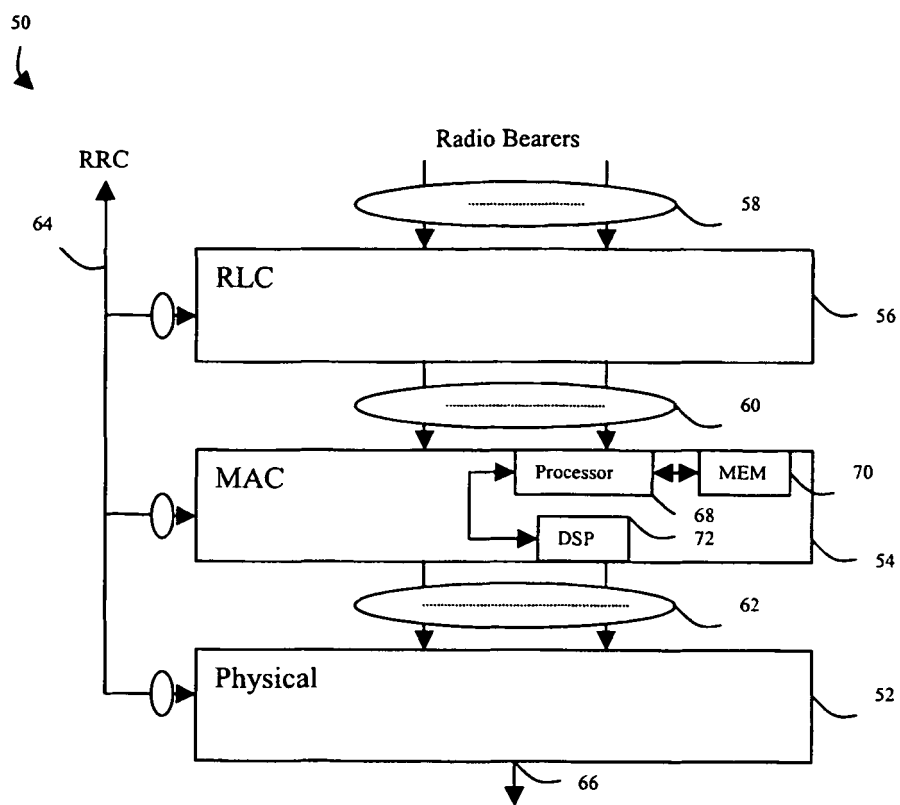 50
Radio Bearers
RRC
64
58
RLC
56
60
MAC
Processor
MEM
70
68
72
DSP
54
62
Physical
52
66